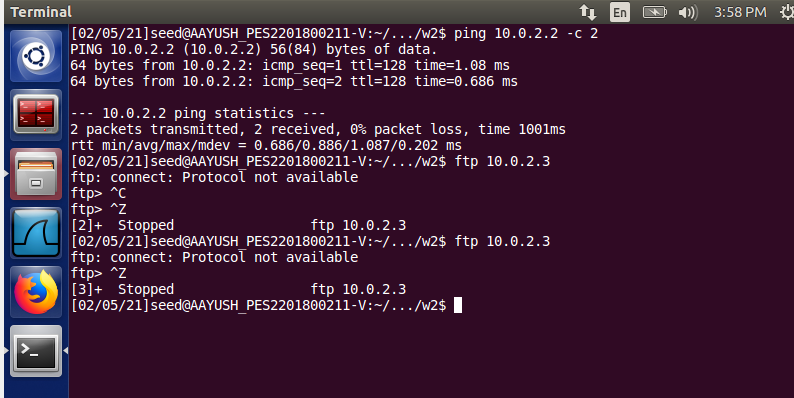 Terminal
En
3:58 PM
[02/05/21]seed@AAYUSH_PES2201800211-V:~/.../w2$ ping 10.0.2.2 -c 2
PING 10.0.2.2 (10.0.2.2) 56(84) bytes of data.
64 bytes from 10.0.2.2: icmp_seq=1 ttl=128 time=1.08 ms
64 bytes from 10.0.2.2: icmp_seq=2 ttl=128 time=0.686 ms
--- 10.0.2.2 ping statistics ---
2 packets transmitted, 2 received, 0% packet loss, time 1001ms
rtt min/avg/max/mdev = 0.686/0.886/1.087/0.202 ms
[02/05/21]seed@AAYUSH_PES2201800211-V:~/.../w2$ ftp 10.0.2.3
ftp: connect: Protocol not available
ftp> ^C
ftp> ^Z
[2]+  Stopped                 ftp 10.0.2.3
[02/05/21]seed@AAYUSH_PES2201800211-V:~/.../w2$ ftp 10.0.2.3
ftp: connect: Protocol not available
ftp> ^Z
[3]+  Stopped                 ftp 10.0.2.3
[02/05/21]seed@AAYUSH_PES2201800211-V:~/.../w2$